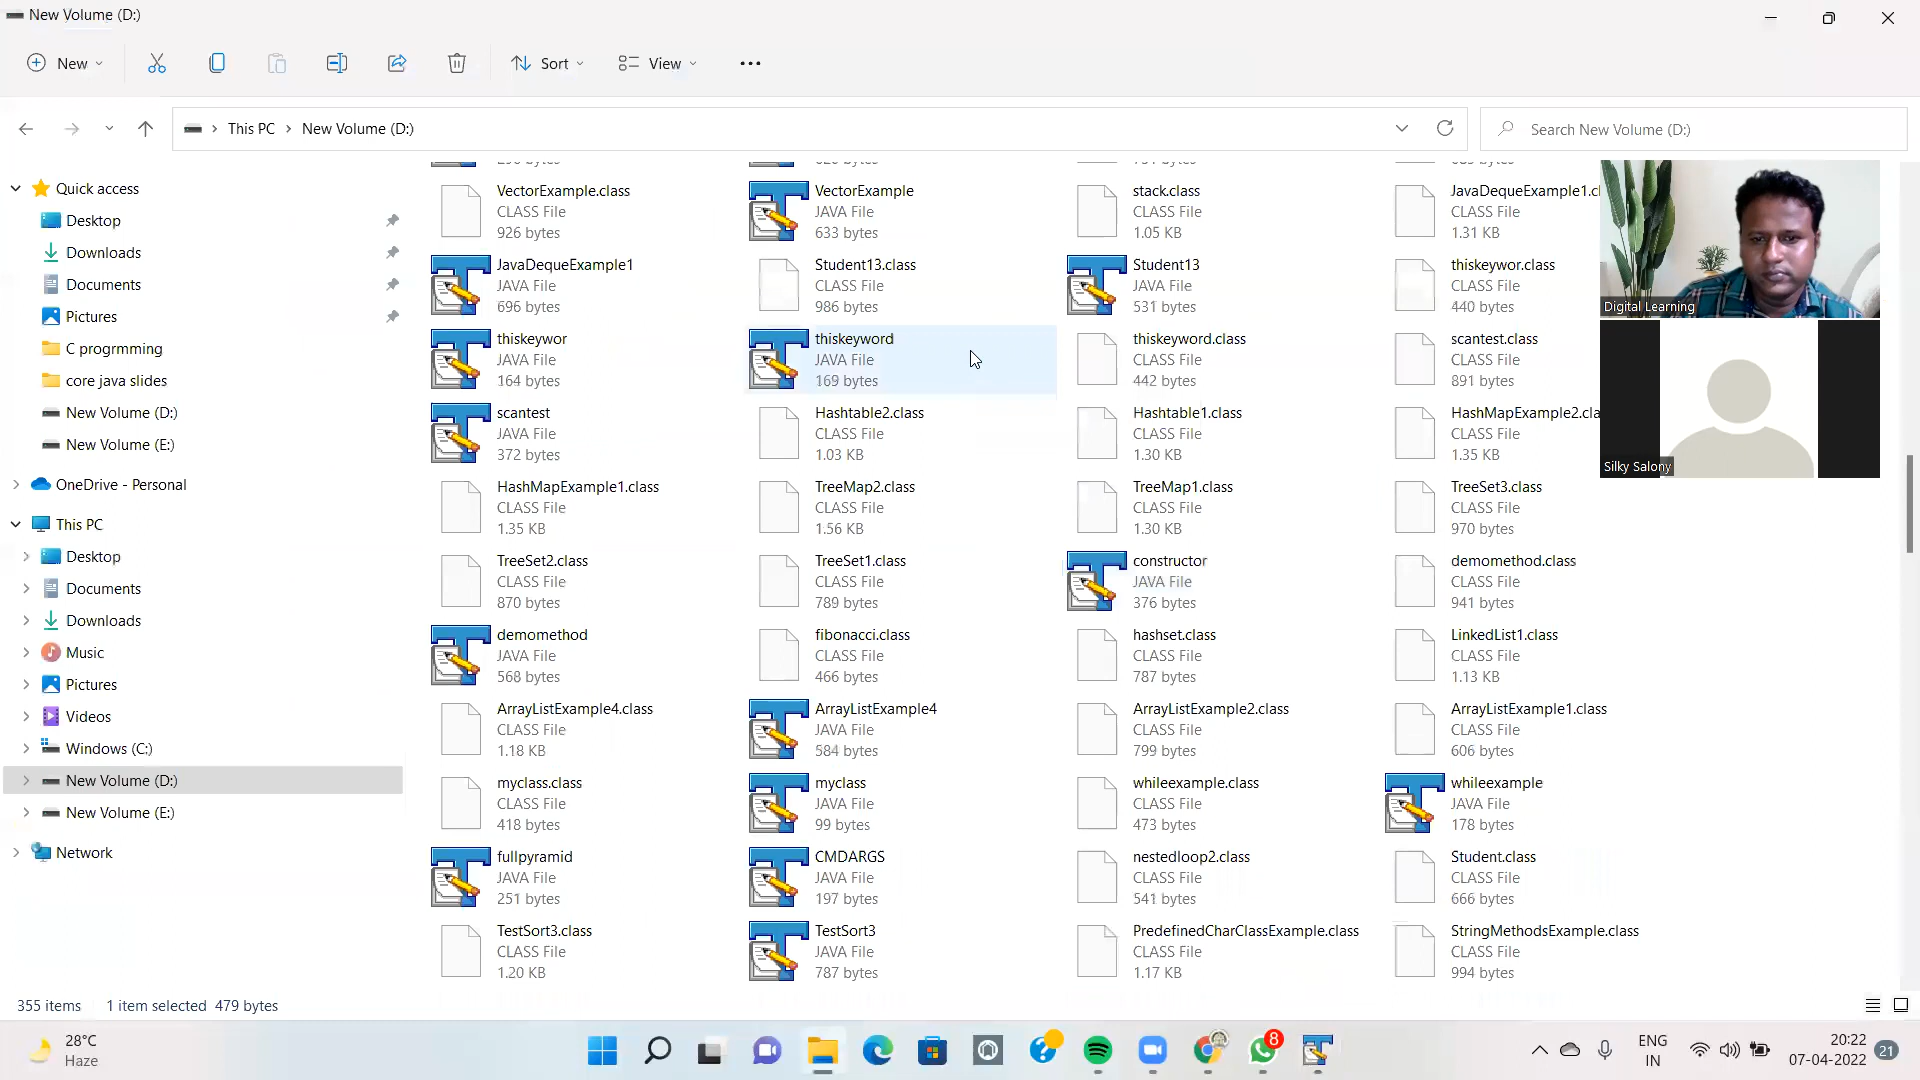 New Volume (D:)
New
Sort
View
This PC
New Volume (D:)
Search New Volume (D:)
Quick access
Desktop
Downloads
Documents
Pictures
C progrmming
core java slides
New Volume (D:)
New Volume (E:)
OneDrive - Personal
This PC
Desktop
Documents
Downloads
Music
Pictures
Videos
Windows (C:)
New Volume (D:)
New Volume (E:)
Network
VectorExample.class
CLASS File
926 bytes
VectorExample
JAVA File
633 bytes
stack.class
CLASS File
1.05 KB
JavaDequeExample1.cl
CLASS File
1.31 KB
JavaDequeExample1
JAVA File
696 bytes
Student13.class
CLASS File
986 bytes
Student13
JAVA File
531 bytes
thiskeywor.class
CLASS File
440 bytes
thiskeywor
JAVA File
164 bytes
thiskeyword
JAVA File
169 bytes
thiskeyword.class
CLASS File
442 bytes
scantest.class
CLASS File
891 bytes
scantest
JAVA File
372 bytes
Hashtable2.class
CLASS File
1.03 KB
Hashtable1.class
CLASS File
1.30 KB
HashMapExample2.cla
CLASS File
1.35 KB
HashMapExample1.class
CLASS File
1.35 KB
TreeMap2.class
CLASS File
1.56 KB
TreeMap1.class
CLASS File
1.30 KB
TreeSet3.class
CLASS File
970 bytes
TreeSet2.class
CLASS File
870 bytes
TreeSet1.class
CLASS File
789 bytes
constructor
JAVA File
376 bytes
demomethod.class
CLASS File
941 bytes
demomethod
JAVA File
568 bytes
fibonacci.class
CLASS File
466 bytes
hashset.class
CLASS File
787 bytes
LinkedList1.class
CLASS File
1.13 KB
ArrayListExample4.class
CLASS File
1.18 KB
ArrayListExample4
JAVA File
584 bytes
ArrayListExample2.class
CLASS File
799 bytes
ArrayListExample1.class
CLASS File
606 bytes
myclass.class
CLASS File
418 bytes
myclass
JAVA File
99 bytes
whileexample.class
CLASS File
473 bytes
whileexample
JAVA File
178 bytes
fullpyramid
JAVA File
251 bytes
CMDARGS
JAVA File
197 bytes
nestedloop2.class
CLASS File
541 bytes
Student.class
CLASS File
666 bytes
TestSort3.class
CLASS File
1.20 KB
TestSort3
JAVA File
787 bytes
PredefinedCharClassExample.class
CLASS File
1.17 KB
StringMethodsExample.class
CLASS File
994 bytes
Digital Learning
Silky Salony
355 items 1 item selected 479 bytes
28°C
Haze
8
ENG
IN
20:22
07-04-2022
21